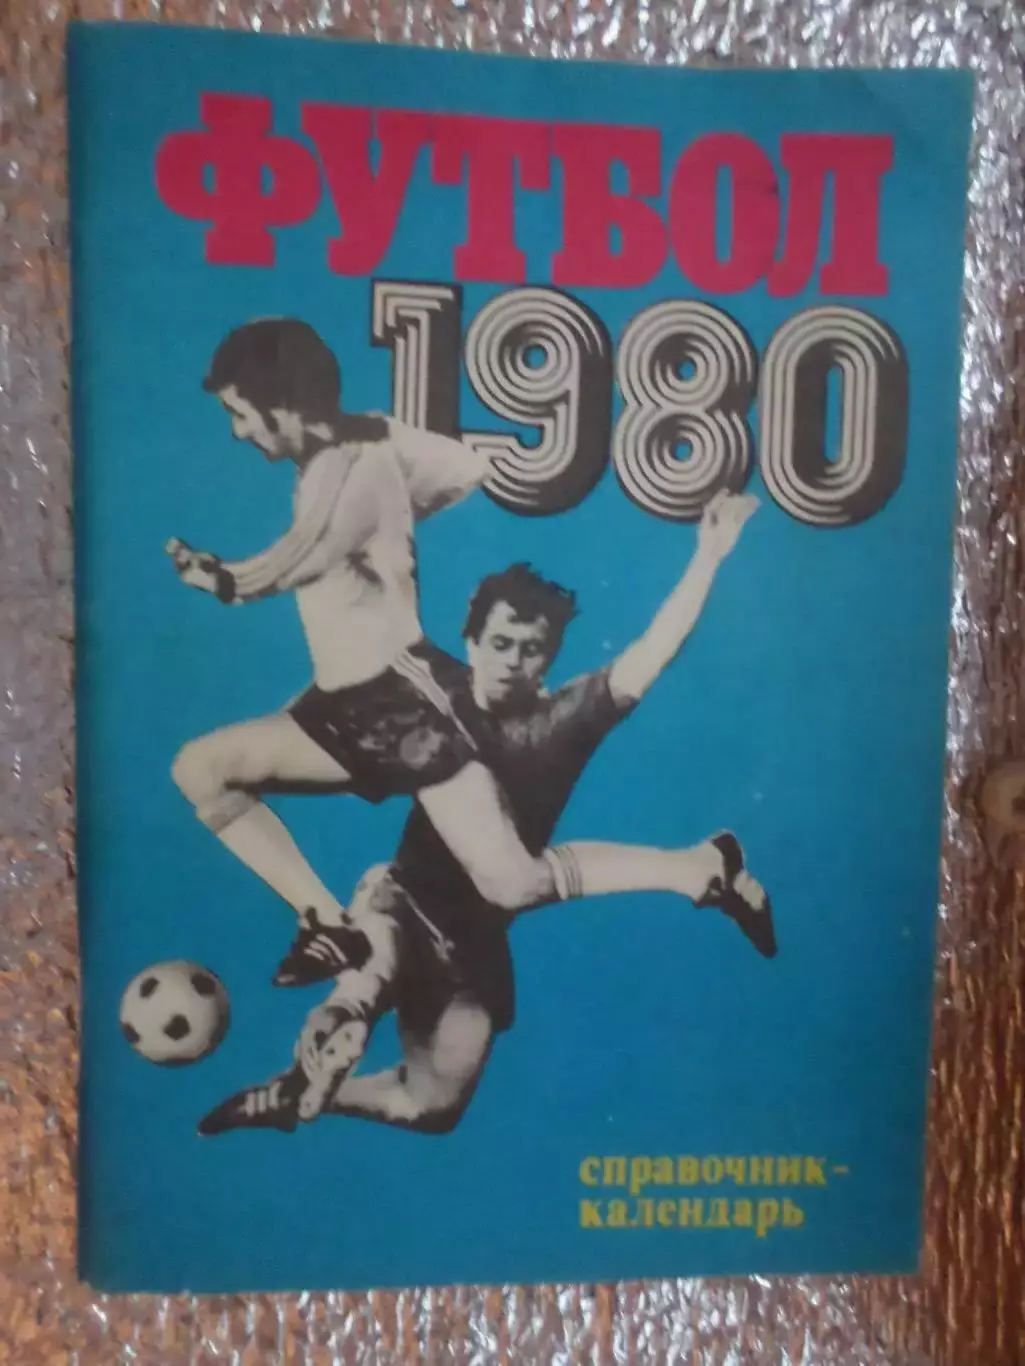 ФУТБОЛ
1980
справочник-
календарь